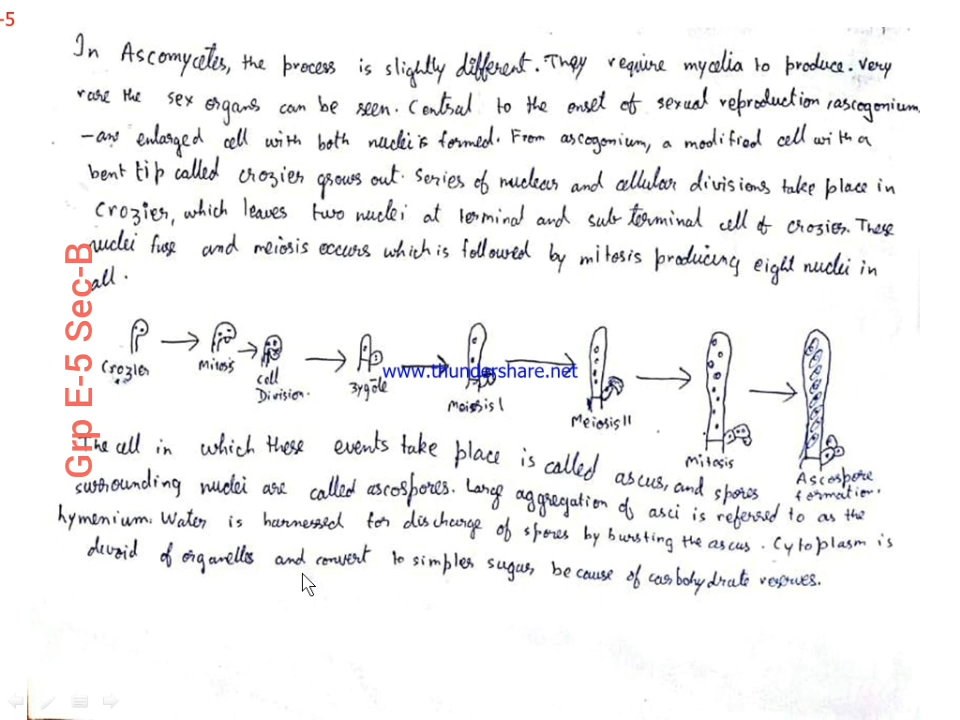 -5
In Ascomycetes, the process is slightly different. They require mycelia to produce. Very
rare the sex organs can be seen. Central to the onset of sexual reproduction, ascogonium
- an enlarged cell with both nuclei is formed. From ascogonium, a modified cell with a
bent tip called crozier grows out. Series of nuclear and cellular divisions take place in
crozier, which leaves two nuclei at terminal and sub terminal cell of crozier. These
nuclei fuse and meiosis occurs which is followed by mitosis producing eight nuclei in
all.
Grp E-5 Sec-B
Crozier
Mitosis
Cell
Division.
Zygote
www.thundershare.net
Meiosis I
Meiosis II
Mitosis
Ascospore
formation.
The cell in which these events take place is called ascus, and spores
surrounding nuclei are called ascospores. Large aggregation of asci is referred to as the
hymenium. Water is harnessed for discharge of spores by bursting the ascus. Cytoplasm is
devoid of organelles and convert to simpler sugar, because of carbohydrate reserves.